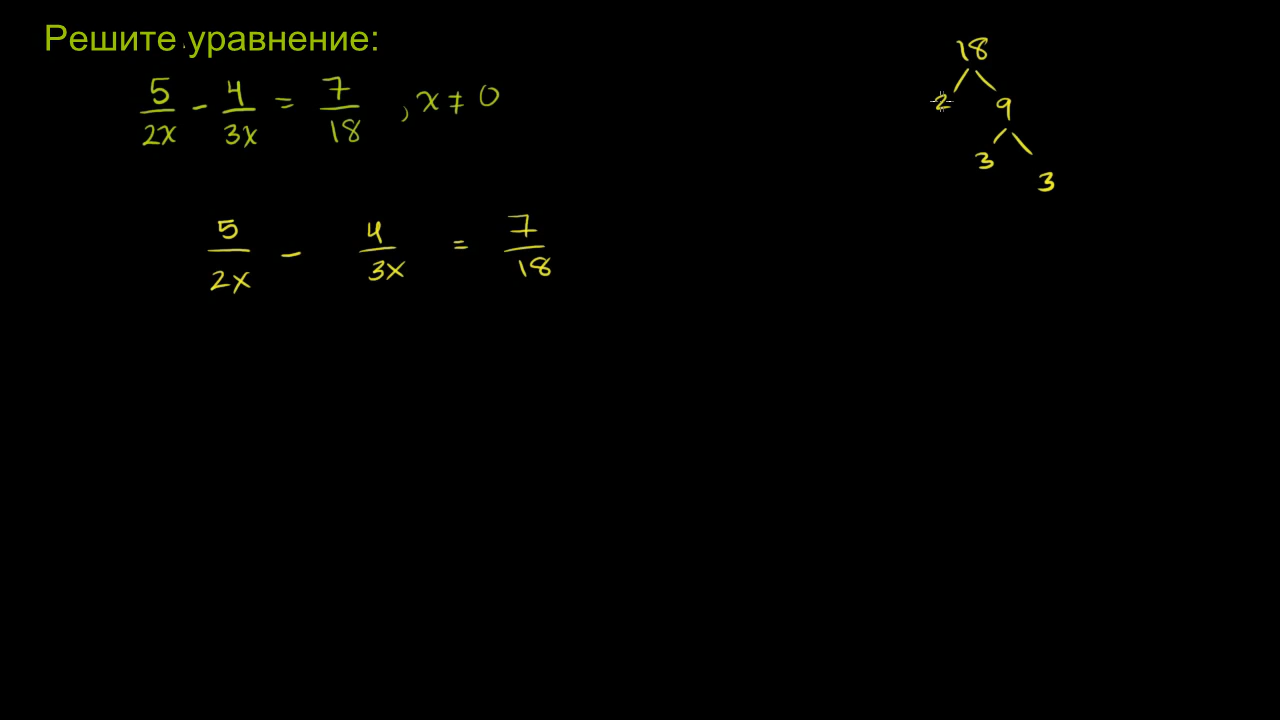 Решите уравнение:
5/2x - 4/3x = 7/18 , x ≠ 0
5/2x - 4/3x = 7/18
18
2 9
3 3